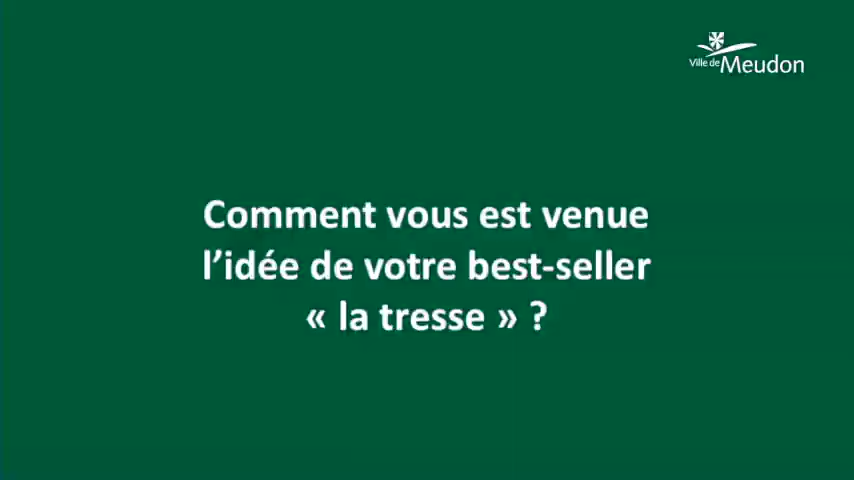 Ville de Meudon
Comment vous est venue
l’idée de votre best-seller
« la tresse » ?